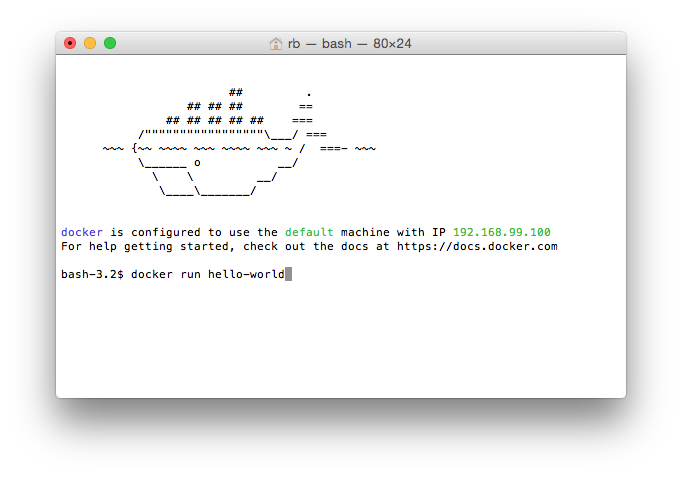 rb — bash — 80×24
                        ##         .
                  ## ## ##        ==
               ## ## ## ## ##    ===
           /"""""""""""""""""\___/ ===
      ~~~ {~~ ~~~~ ~~~ ~~~~ ~~~ ~ /  ===- ~~~
           \______ o           __/
             \    \         __/
              \____\_______/
docker is configured to use the default machine with IP 192.168.99.100
For help getting started, check out the docs at https://docs.docker.com
bash-3.2$ docker run hello-world